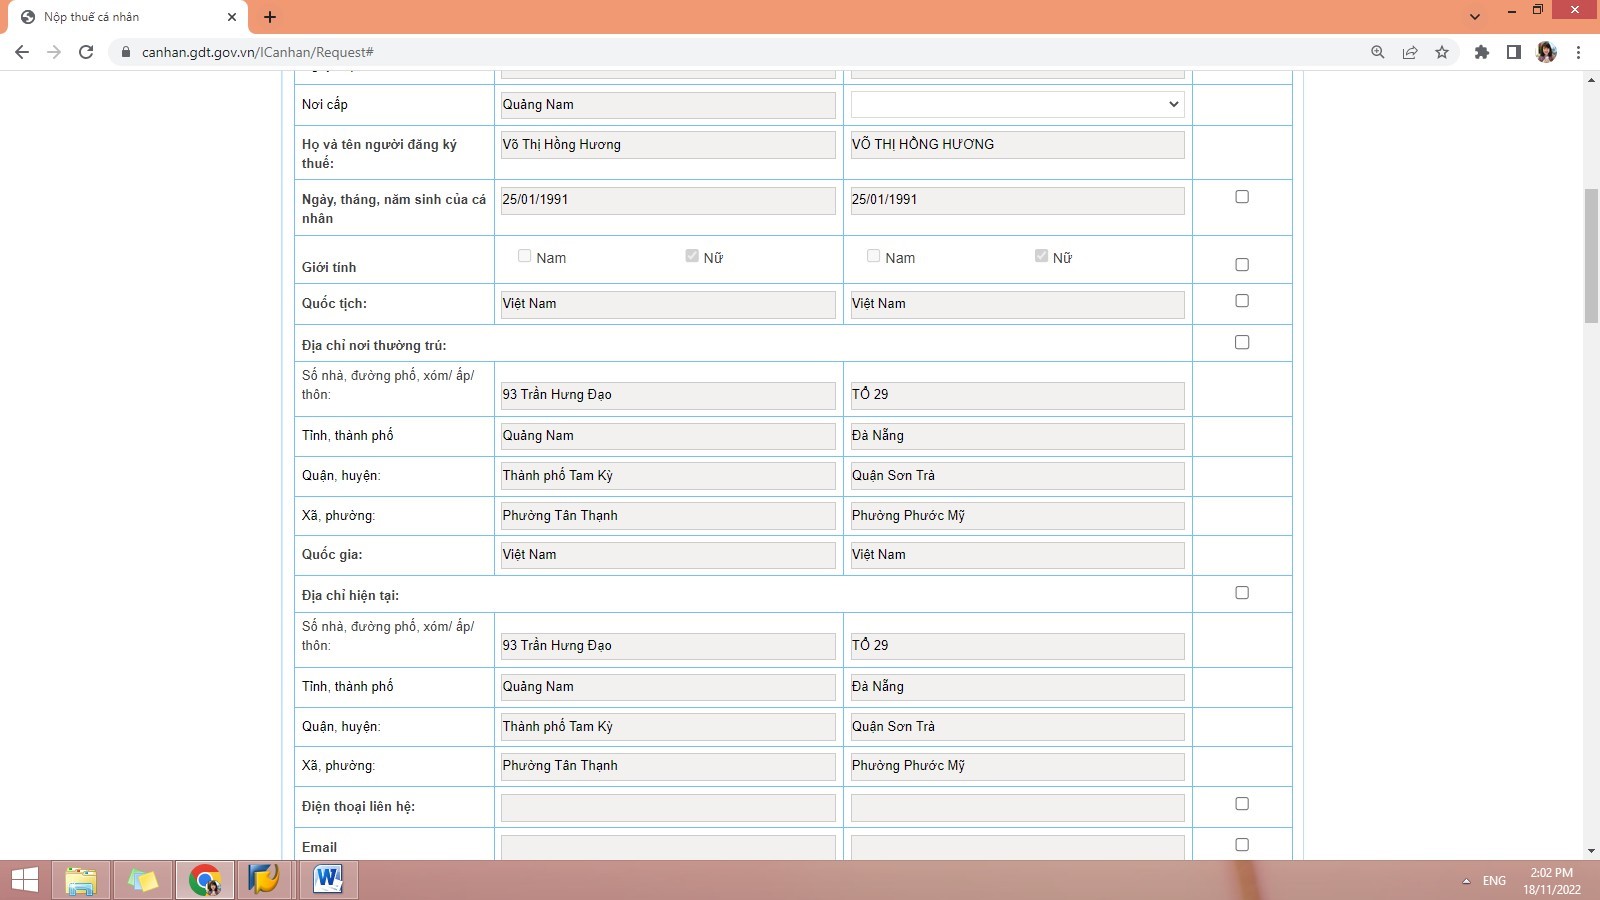 Nộp thuế cá nhân
canhan.gdt.gov.vn/ICanhan/Request#
Nơi cấp Quảng Nam
Họ và tên người đăng ký thuế: Võ Thị Hồng Hương VÕ THỊ HỒNG HƯƠNG
Ngày, tháng, năm sinh của cá nhân 25/01/1991 25/01/1991
Giới tính Nam Nữ Nam Nữ
Quốc tịch: Việt Nam Việt Nam
Địa chỉ nơi thường trú:
Số nhà, đường phố, xóm/ ấp/ thôn: 93 Trần Hưng Đạo TỔ 29
Tỉnh, thành phố Quảng Nam Đà Nẵng
Quận, huyện: Thành phố Tam Kỳ Quận Sơn Trà
Xã, phường: Phường Tân Thạnh Phường Phước Mỹ
Quốc gia: Việt Nam Việt Nam
Địa chỉ hiện tại:
Số nhà, đường phố, xóm/ ấp/ thôn: 93 Trần Hưng Đạo TỔ 29
Tỉnh, thành phố Quảng Nam Đà Nẵng
Quận, huyện: Thành phố Tam Kỳ Quận Sơn Trà
Xã, phường: Phường Tân Thạnh Phường Phước Mỹ
Điện thoại liên hệ:
Email
ENG
2:02 PM
18/11/2022